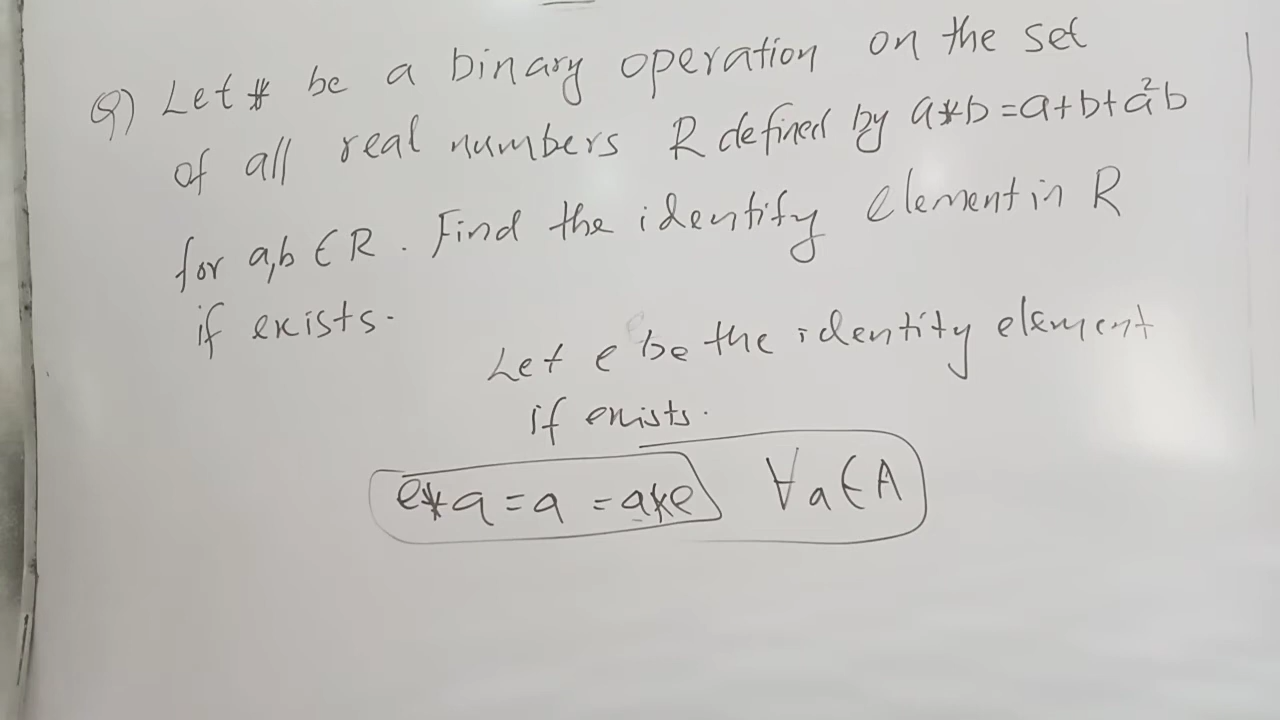 Q) Let * be a binary operation on the set
of all real numbers R defined by a*b=a+b+a²b
for a,b ∈ R. Find the identify element in R
if exists.
Let e be the identity element
if exists.
e*a = a = a*e ∀a∈A